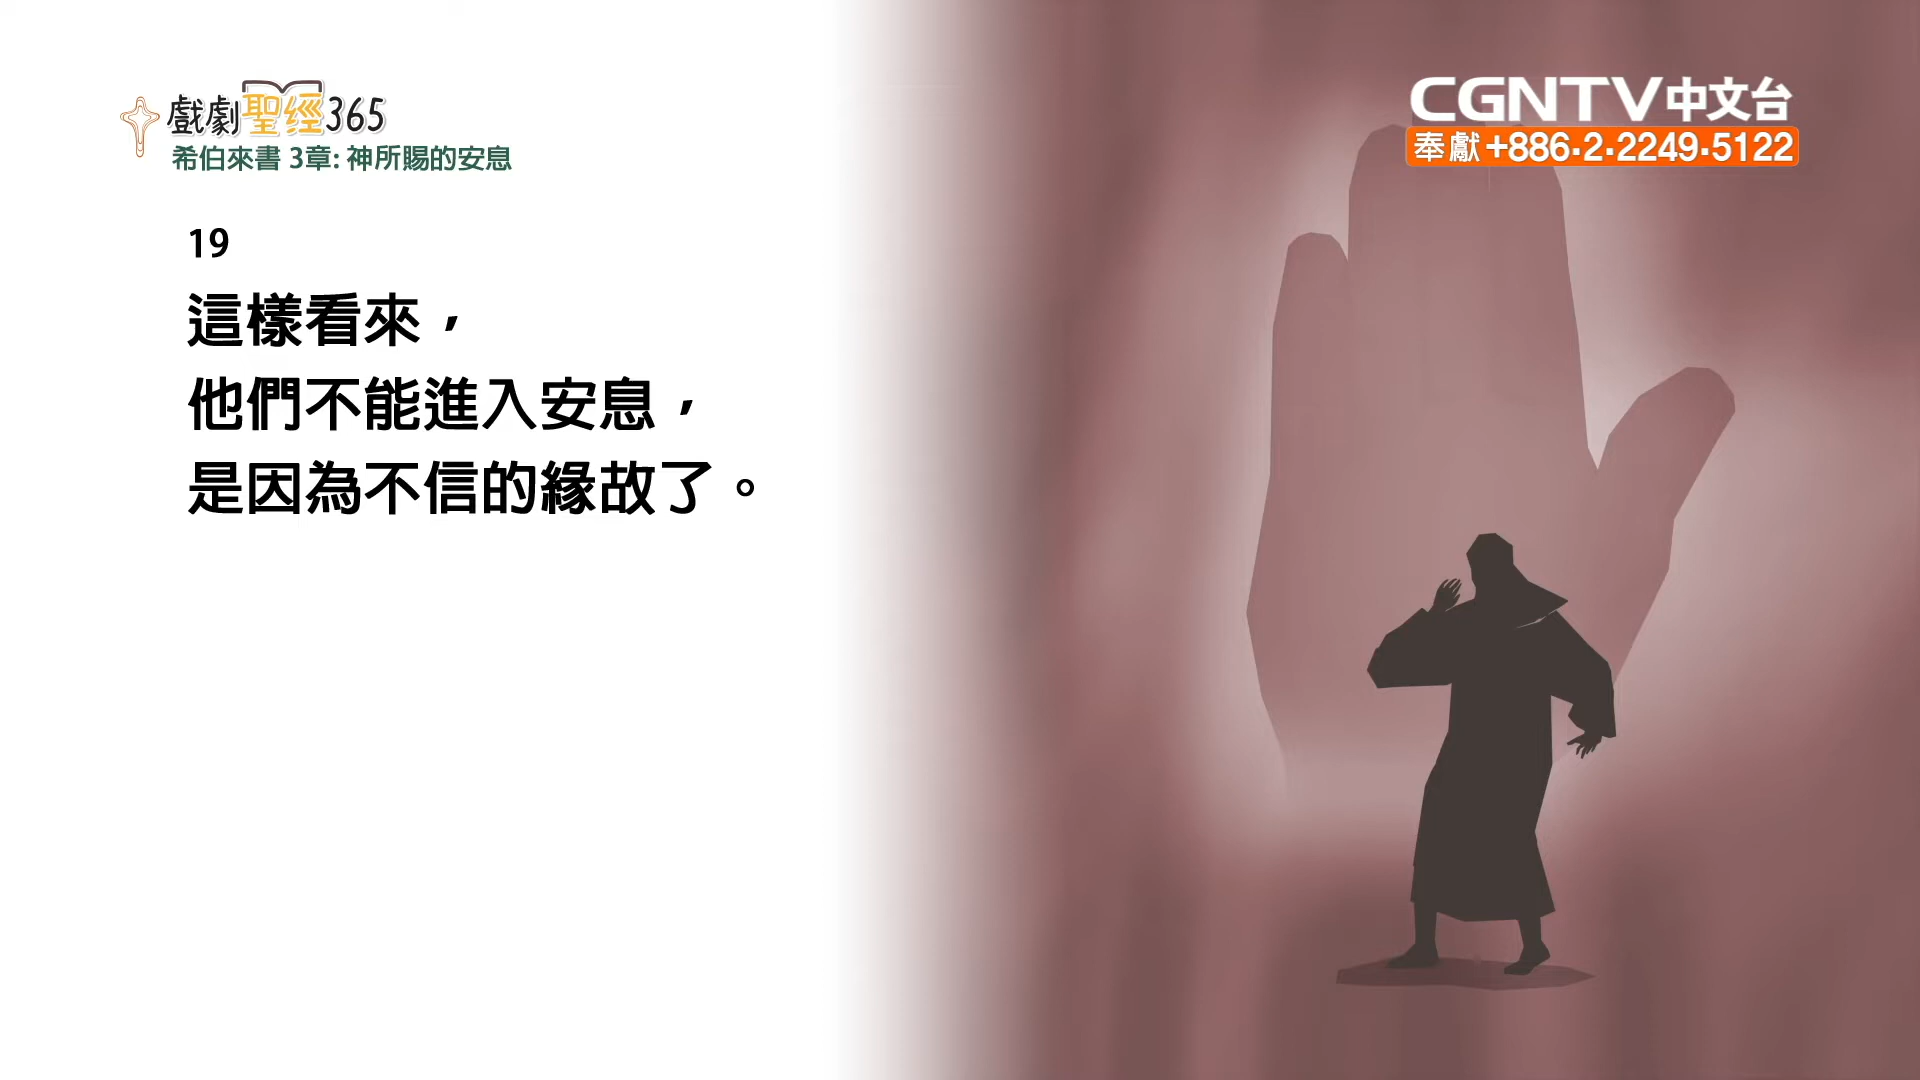 戲劇聖經365
希伯來書 3章: 神所賜的安息
CGNTV中文台
奉獻 +886·2·2249·5122
19
這樣看來，
他們不能進入安息，
是因為不信的緣故了。